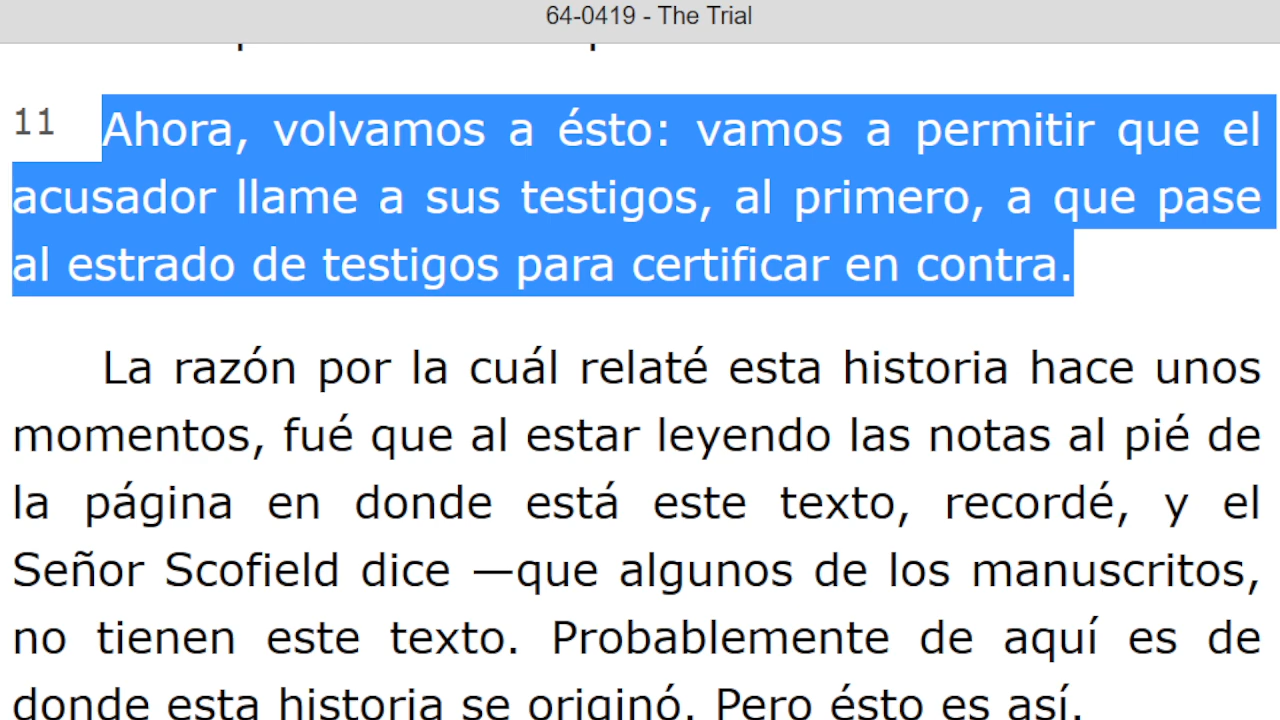 64-0419 - The Trial
11 Ahora, volvamos a ésto: vamos a permitir que el
acusador llame a sus testigos, al primero, a que pase
al estrado de testigos para certificar en contra.
La razón por la cuál relaté esta historia hace unos
momentos, fué que al estar leyendo las notas al pié de
la página en donde está este texto, recordé, y el
Señor Scofield dice —que algunos de los manuscritos,
no tienen este texto. Probablemente de aquí es de
donde esta historia se originó. Pero ésto es así.